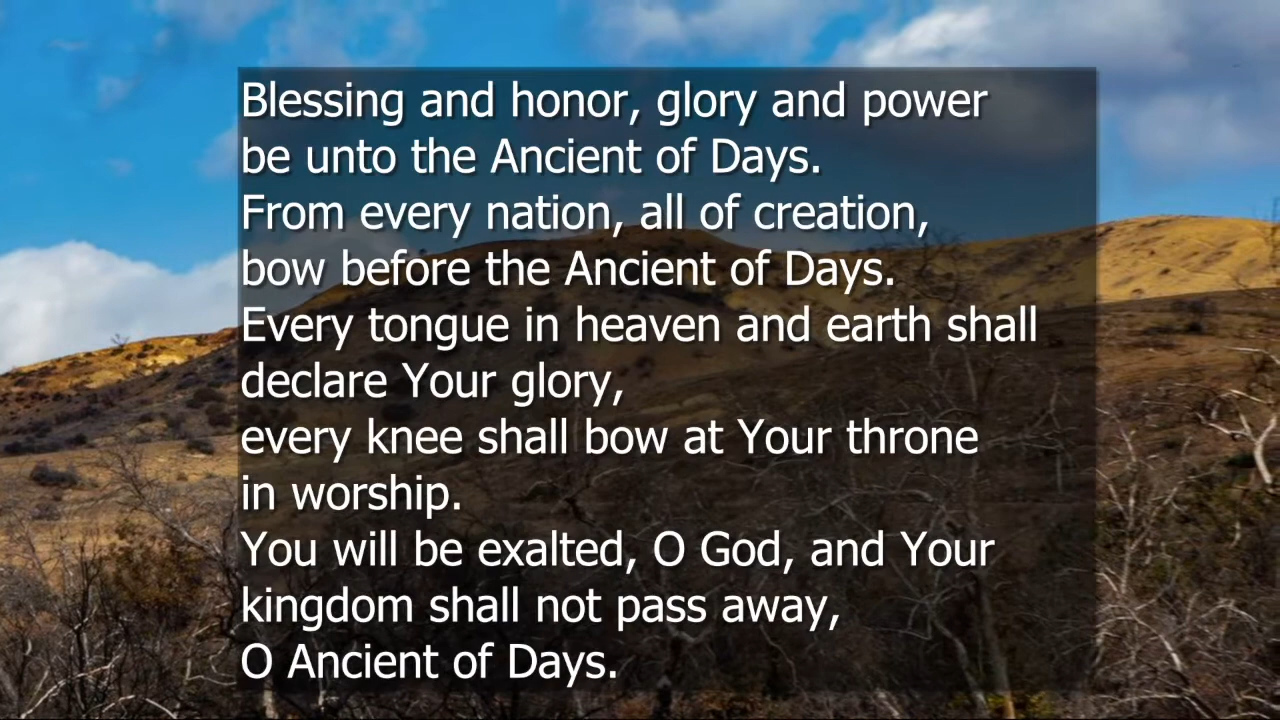 Blessing and honor, glory and power
be unto the Ancient of Days.
From every nation, all of creation,
bow before the Ancient of Days.
Every tongue in heaven and earth shall
declare Your glory,
every knee shall bow at Your throne
in worship.
You will be exalted, O God, and Your
kingdom shall not pass away,
O Ancient of Days.